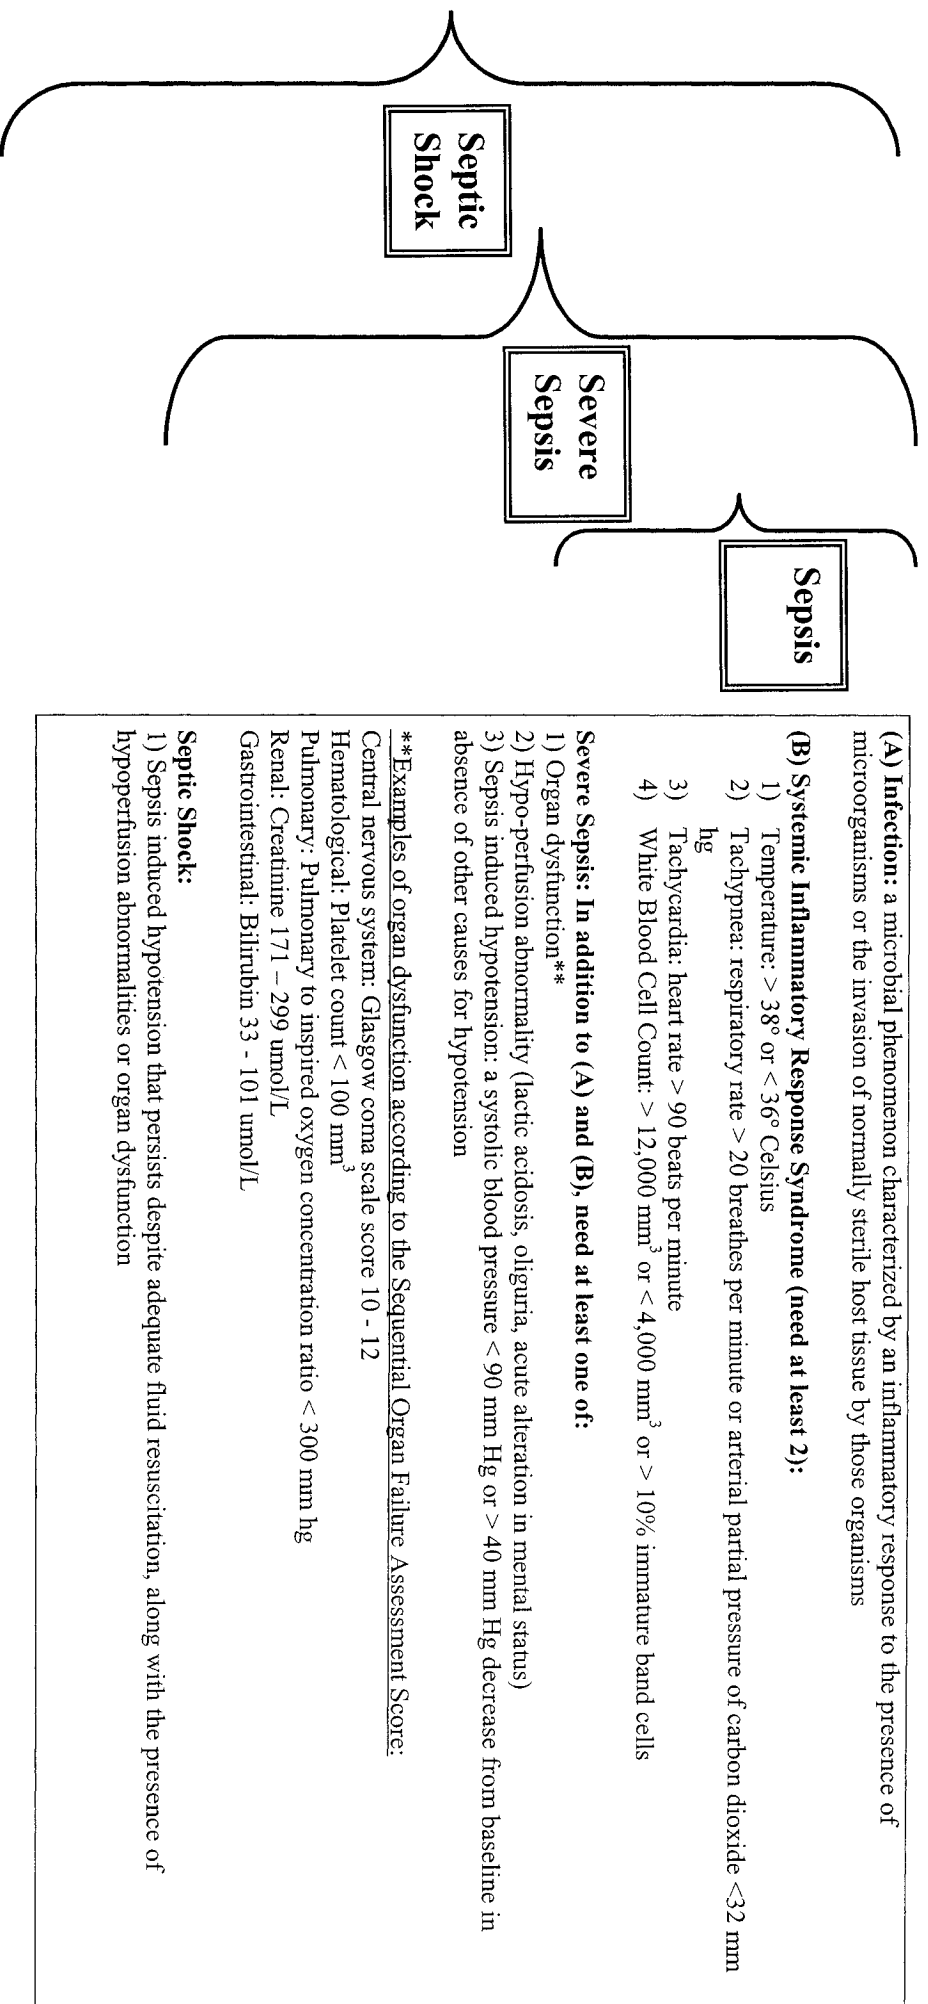 Septic
Shock
Severe
Sepsis
Sepsis
(A) Infection: a microbial phenomenon characterized by an inflammatory response to the presence of
microorganisms or the invasion of normally sterile host tissue by those organisms
(B) Systemic Inflammatory Response Syndrome (need at least 2):
1) Temperature: > 38° or < 36° Celsius
2) Tachypnea: respiratory rate > 20 breathes per minute or arterial partial pressure of carbon dioxide <32 mm
hg
3) Tachycardia: heart rate > 90 beats per minute
4) White Blood Cell Count: > 12,000 mm³ or < 4,000 mm³ or > 10% immature band cells
Severe Sepsis: In addition to (A) and (B), need at least one of:
1) Organ dysfunction**
2) Hypo-perfusion abnormality (lactic acidosis, oliguria, acute alteration in mental status)
3) Sepsis induced hypotension: a systolic blood pressure < 90 mm Hg or > 40 mm Hg decrease from baseline in
absence of other causes for hypotension
**Examples of organ dysfunction according to the Sequential Organ Failure Assessment Score:
Central nervous system: Glasgow coma scale score 10 - 12
Hematological: Platelet count < 100 mm³
Pulmonary: Pulmonary to inspired oxygen concentration ratio < 300 mm hg
Renal: Creatinine 171 – 299 umol/L
Gastrointestinal: Bilirubin 33 - 101 umol/L
Septic Shock:
1) Sepsis induced hypotension that persists despite adequate fluid resuscitation, along with the presence of
hypoperfusion abnormalities or organ dysfunction